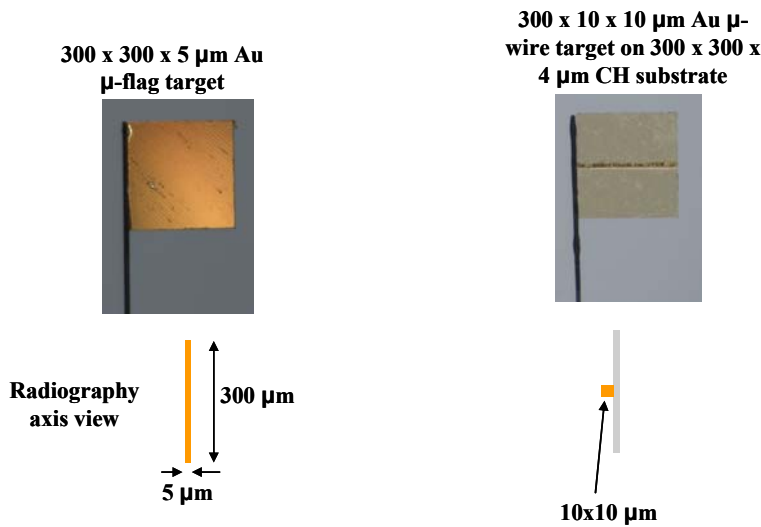 300 x 300 x 5 μm Au
μ-flag target
300 x 10 x 10 μm Au μ-
wire target on 300 x 300 x
4 μm CH substrate
Radiography
axis view
300 μm
5 μm
10x10 μm